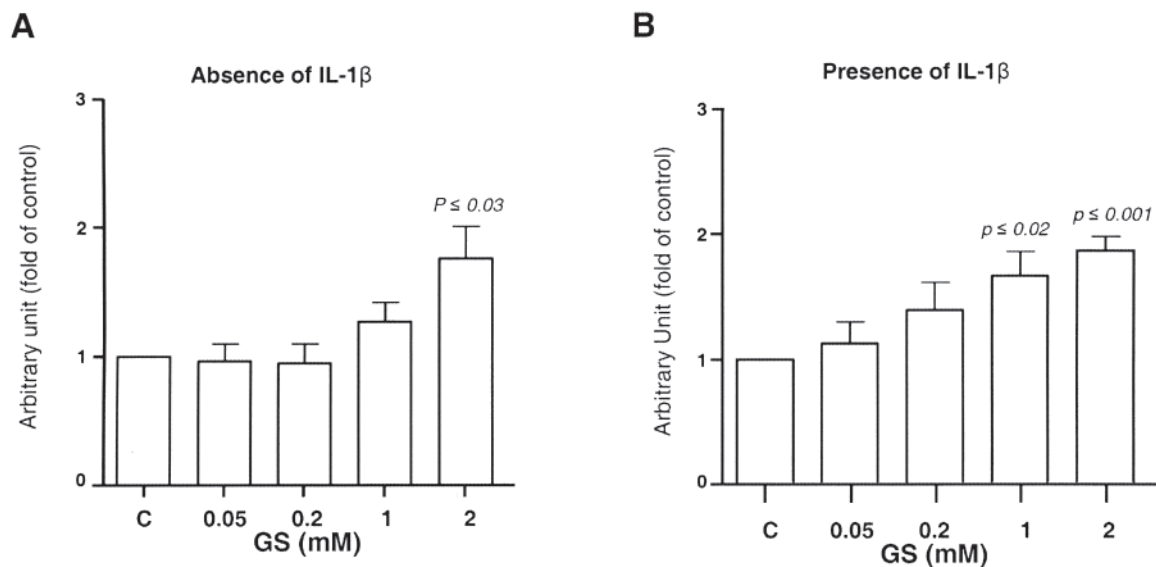 A
Absence of IL-1β
Arbitrary unit (fold of control)
3
2
1
0
P ≤ 0.03
C 0.05 0.2 1 2
GS (mM)
B
Presence of IL-1β
Arbitrary Unit (fold of control)
3
2
1
0
p ≤ 0.02
p ≤ 0.001
C 0.05 0.2 1 2
GS (mM)